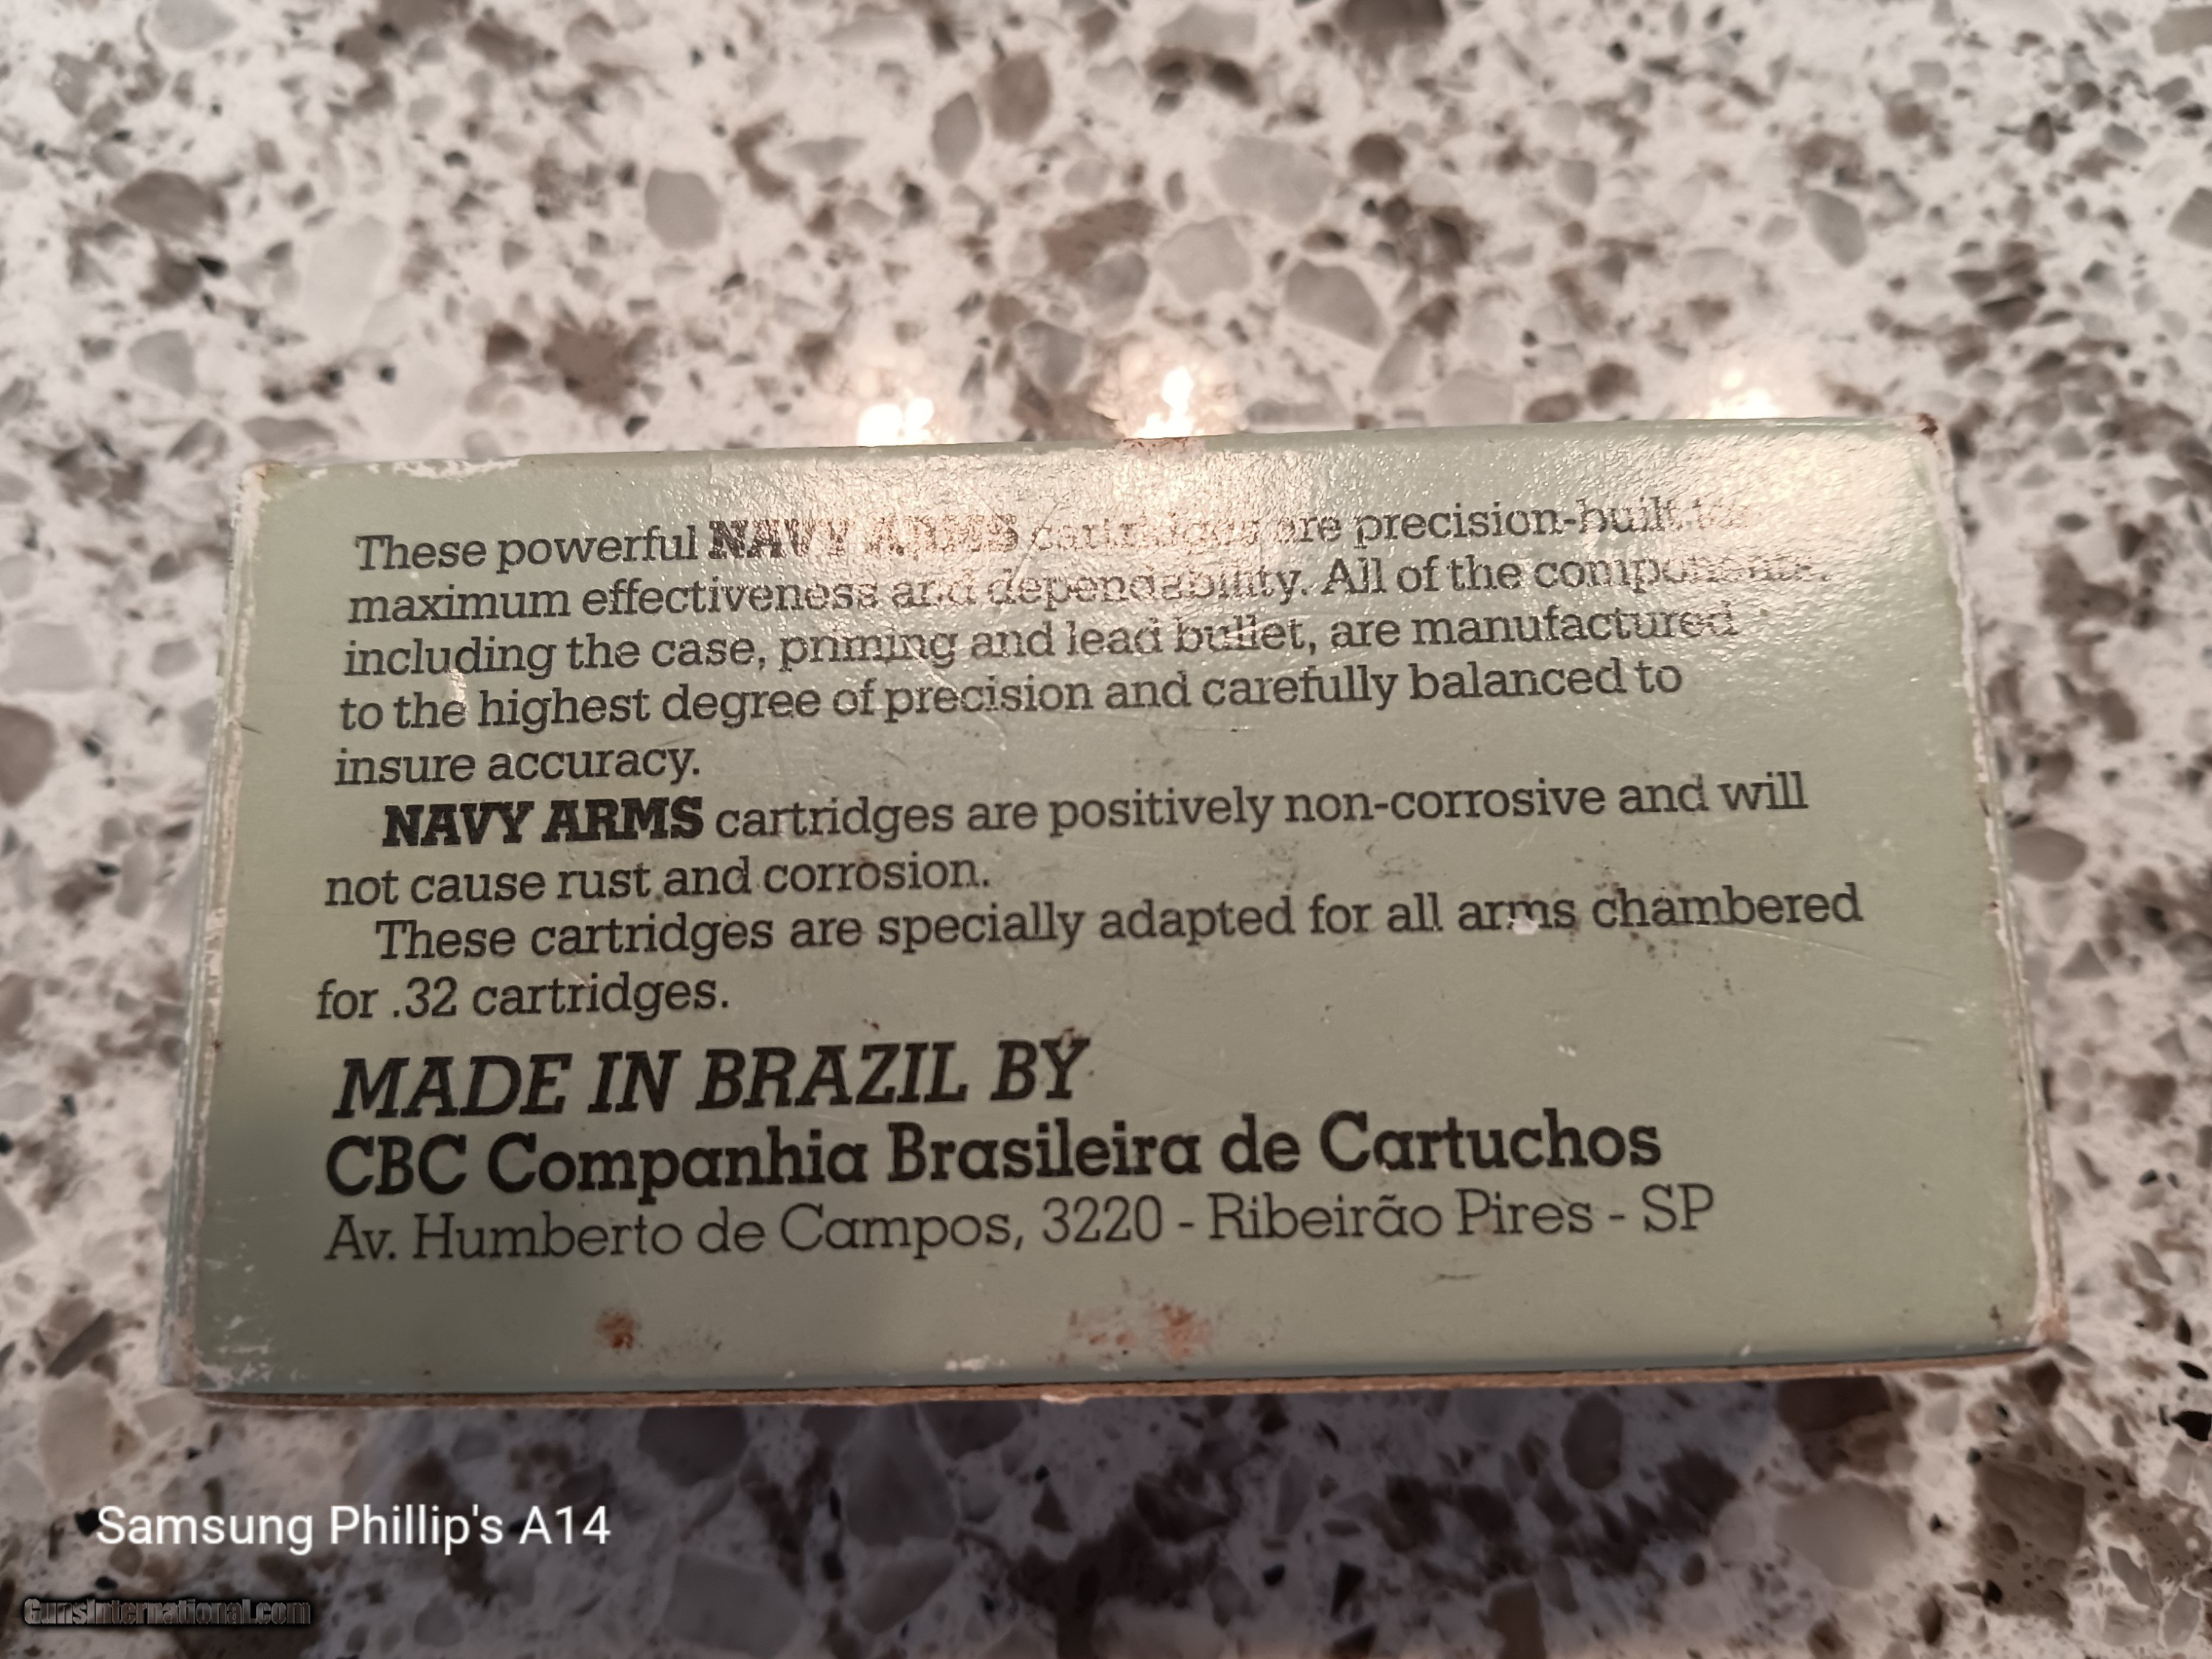 These powerful NAVY ARMS cartridges are precision-built to
maximum effectiveness and dependability. All of the components,
including the case, priming and lead bullet, are manufactured
to the highest degree of precision and carefully balanced to
insure accuracy.
NAVY ARMS cartridges are positively non-corrosive and will
not cause rust and corrosion.
These cartridges are specially adapted for all arms chambered
for .32 cartridges.
MADE IN BRAZIL BY
CBC Companhia Brasileira de Cartuchos
Av. Humberto de Campos, 3220 - Ribeirão Pires - SP
Samsung Phillip's A14
GunsInternational.com